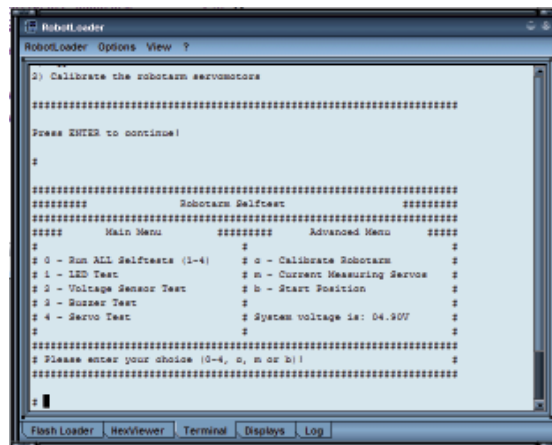 RobotLoader
RobotLoader Options View ?
2) Calibrate the robotarm servomotors
######################################################################
Press ENTER to continue!
#
######################################################################
######### Robotarm Selftest #########
######################################################################
##### Main Menu ######### Advanced Menu #####
# # #
# 0 - Run ALL Selftests (1-4) # c - Calibrate Robotarm #
# 1 - LED Test # m - Current Measuring Servos #
# 2 - Voltage Sensor Test # b - Start Position #
# 3 - Buzzer Test # #
# 4 - Servo Test # System voltage is: 04.90V #
# # #
######################################################################
# Please enter your choice (0-4, c, m or b)! #
######################################################################
#
Flash Loader HexViewer Terminal Displays Log